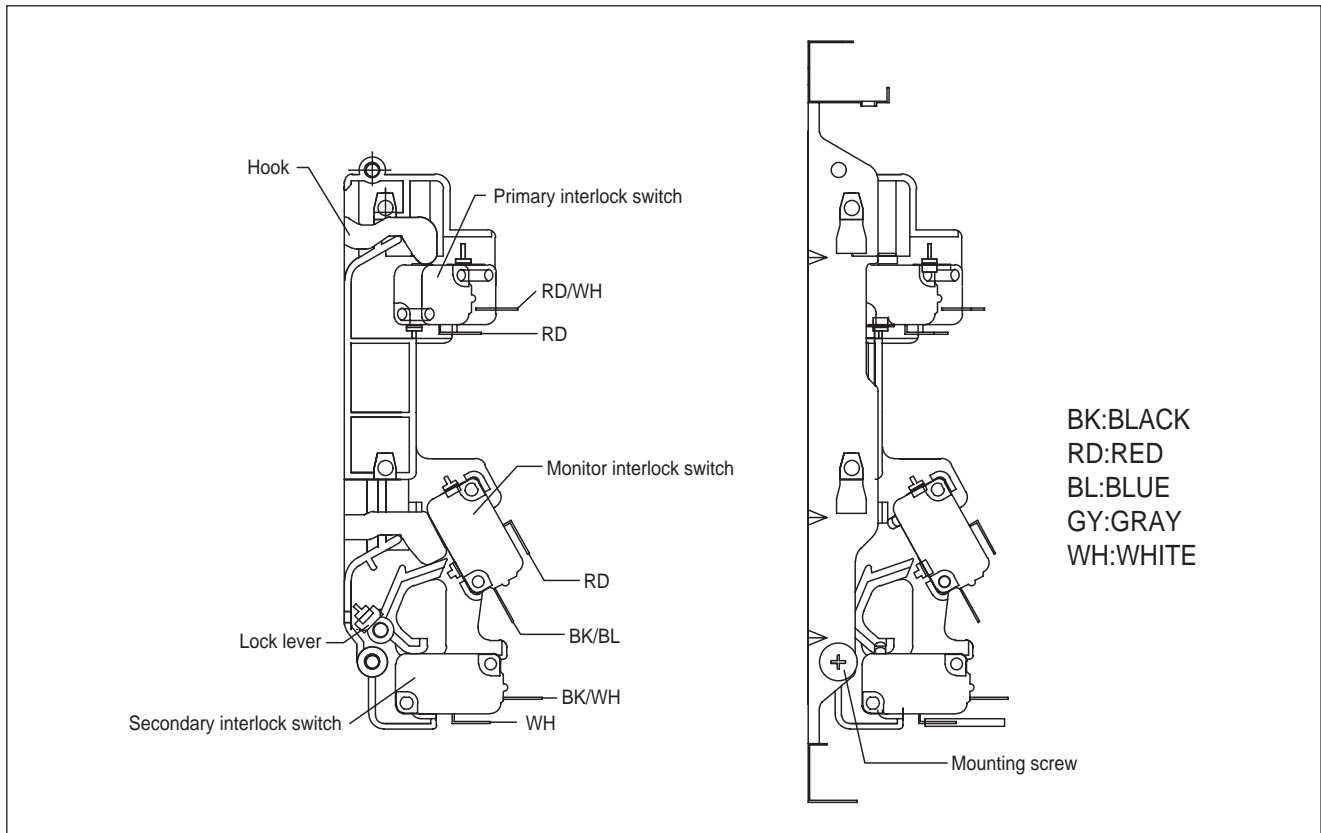 Hook
Primary interlock switch
RD/WH
RD
Monitor interlock switch
RD
Lock lever
BK/BL
BK/WH
Secondary interlock switch
WH
Mounting screw
BK:BLACK
RD:RED
BL:BLUE
GY:GRAY
WH:WHITE